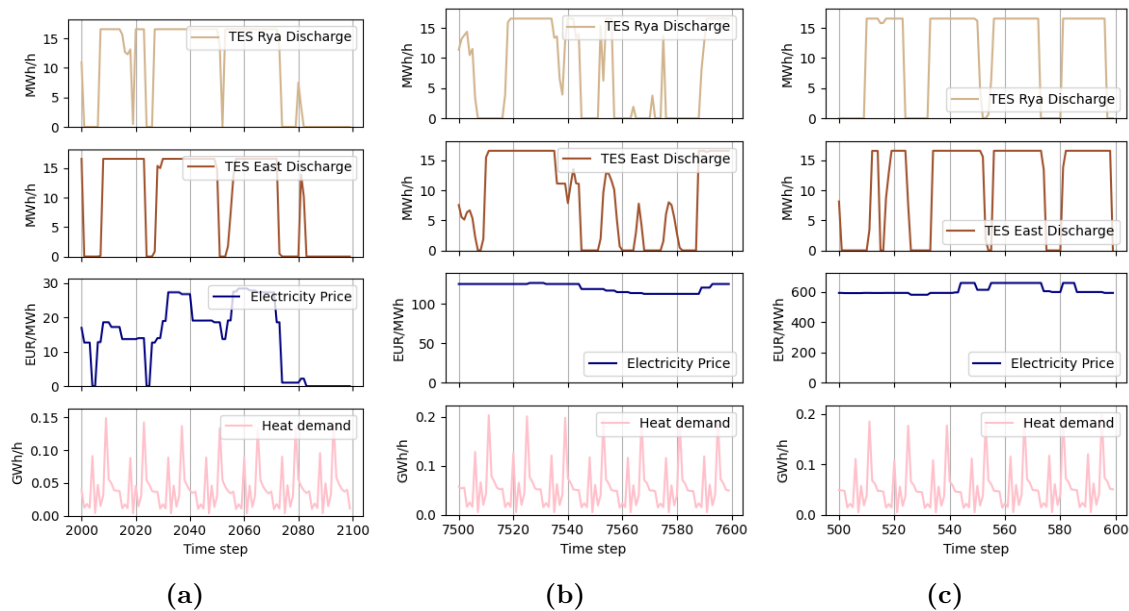 MWh/h
15
10
5
0
TES Rya Discharge
MWh/h
15
10
5
0
TES East Discharge
EUR/MWh
30
20
10
0
Electricity Price
GWh/h
0.15
0.10
0.05
0.00
Heat demand
2000 2020 2040 2060 2080 2100
Time step
(a)
MWh/h
15
10
5
0
TES Rya Discharge
MWh/h
15
10
5
0
TES East Discharge
EUR/MWh
100
50
0
Electricity Price
GWh/h
0.2
0.1
0.0
Heat demand
7500 7520 7540 7560 7580 7600
Time step
(b)
MWh/h
15
10
5
0
TES Rya Discharge
MWh/h
15
10
5
0
TES East Discharge
EUR/MWh
600
400
200
0
Electricity Price
GWh/h
0.2
0.1
0.0
Heat demand
500 520 540 560 580 600
Time step
(c)